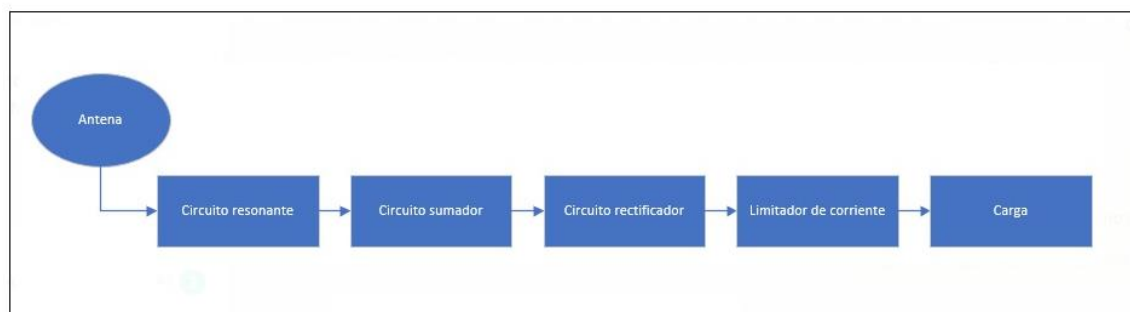 Antena
Circuito resonante
Circuito sumador
Circuito rectificador
Limitador de corriente
Carga